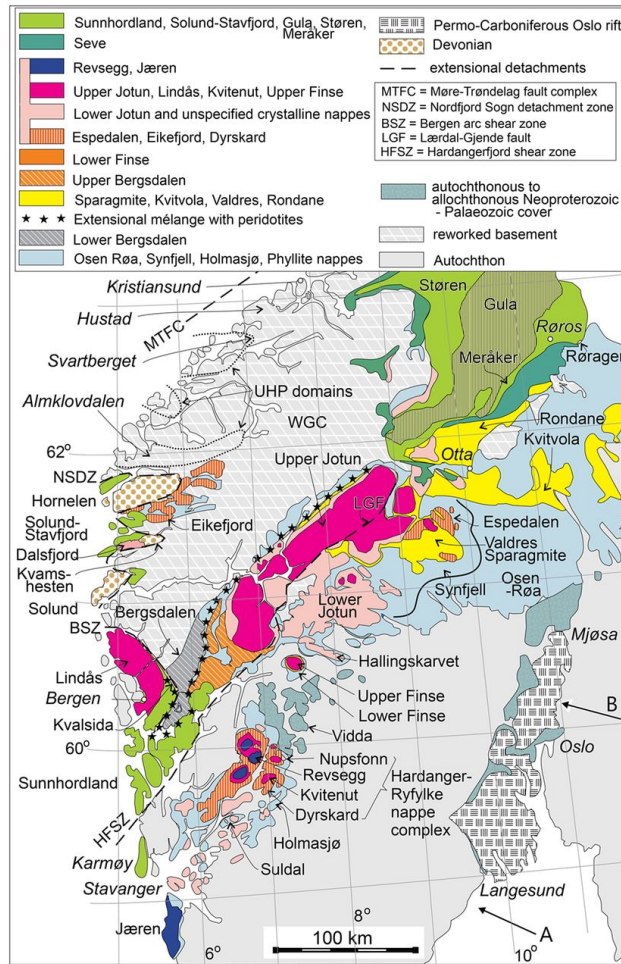 Sunnhordland, Solund-Stavfjord, Gula, Støren,
Meråker
Seve
Revsegg, Jæren
Upper Jotun, Lindås, Kvitenut, Upper Finse
Lower Jotun and unspecified crystalline nappes
Espedalen, Eikefjord, Dyrskard
Lower Finse
Upper Bergsdalen
Sparagmite, Kvitvola, Valdres, Rondane
Extensional mélange with peridotites
Lower Bergsdalen
Osen Røa, Synfjell, Holmasjø, Phyllite nappes
Permo-Carboniferous Oslo rift
Devonian
extensional detachments
MTFC = Møre-Trøndelag fault complex
NSDZ = Nordfjord Sogn detachment zone
BSZ = Bergen arc shear zone
LGF = Lærdal-Gjende fault
HFSZ = Hardangerfjord shear zone
autochthonous to
allochthonous Neoproterozoic
- Palaeozoic cover
reworked basement
Autochthon
Kristiansund
Hustad
MTFC
Svartberget
Almklovdalen
UHP domains
WGC
62°
Støren
Gula
Røros
Meråker
Røragen
Rondane
Kvitvola
Otta
Upper Jotun
LGF
NSDZ
Hornelen
Solund-
Stavfjord
Eikefjord
Dalsfjord
Kvams-
hesten
Solund
Bergsdalen
BSZ
Lindås
Bergen
Kvalsida
60°
Sunnhordland
HFSZ
Karmøy
Stavanger
Jæren
Espedalen
Valdres
Sparagmite
Synfjell
Osen
-Røa
Lower
Jotun
Mjøsa
Hallingskarvet
Upper Finse
Lower Finse
Vidda
B
Oslo
Nupsfonn
Revsegg
Kvitenut
Dyrskard
Hardanger-
Ryfylke
nappe
complex
Holmasjø
Suldal
Langesund
A
8°
100 km
6°
10°